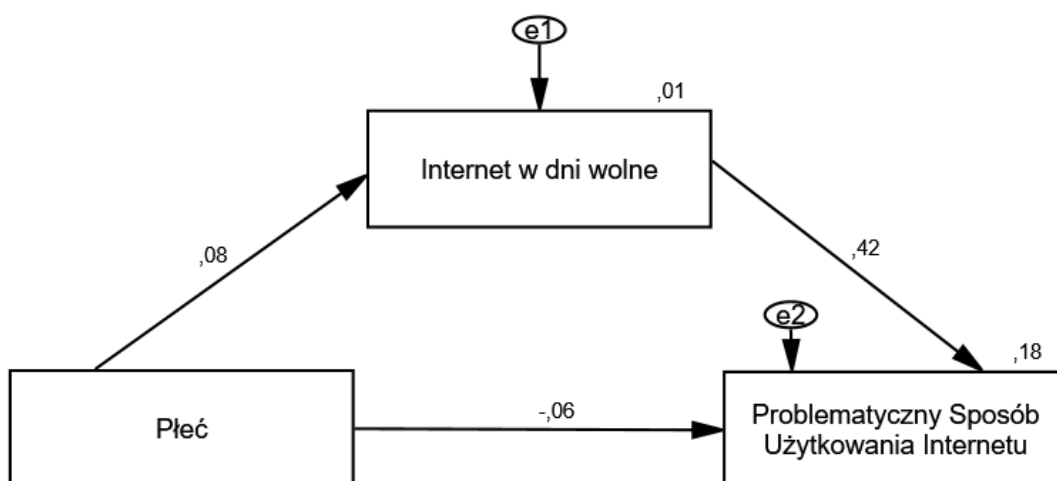 e1
,01
Internet w dni wolne
,08
,42
e2
,18
Płeć
-,06
Problematyczny Sposób
Użytkowania Internetu